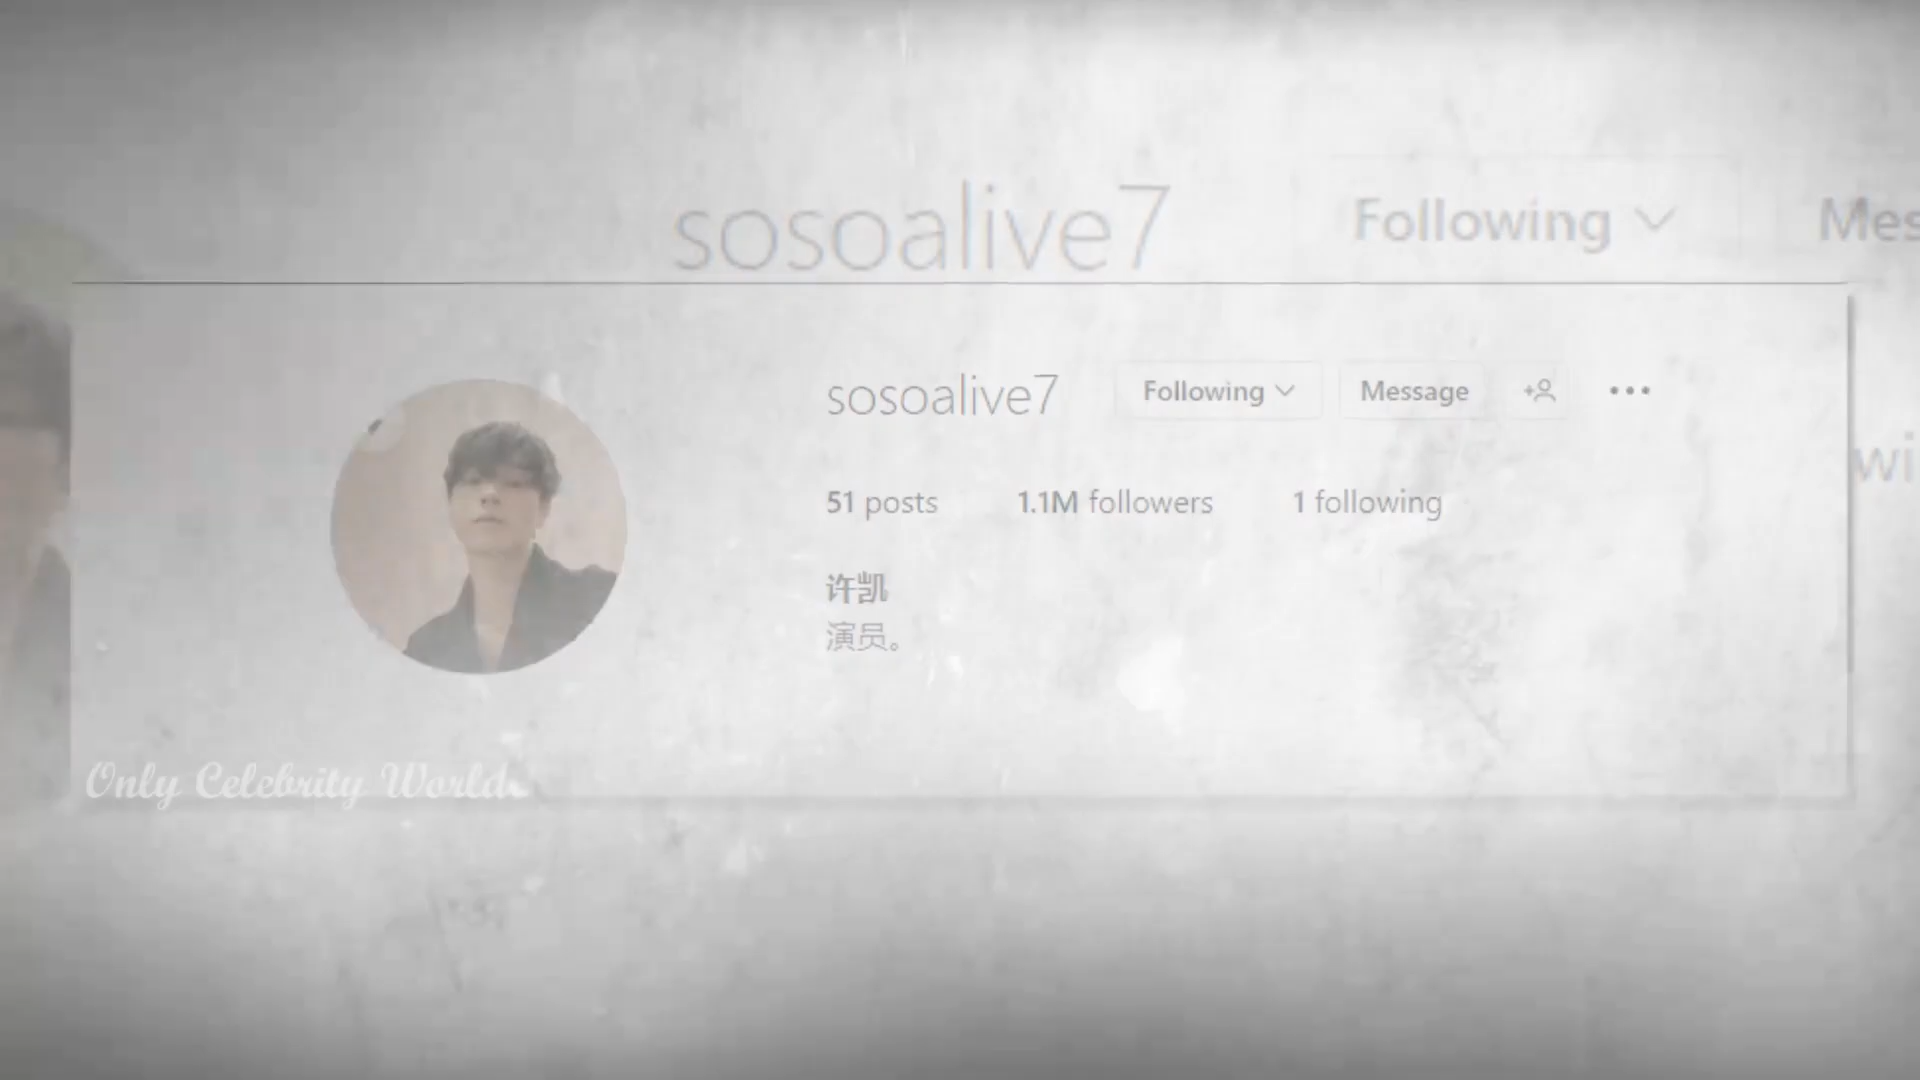 sosoalive7 Following Mes
sosoalive7 Following Message
51 posts 1.1M followers 1 following
wi
许凯
演员。
Only Celebrity World